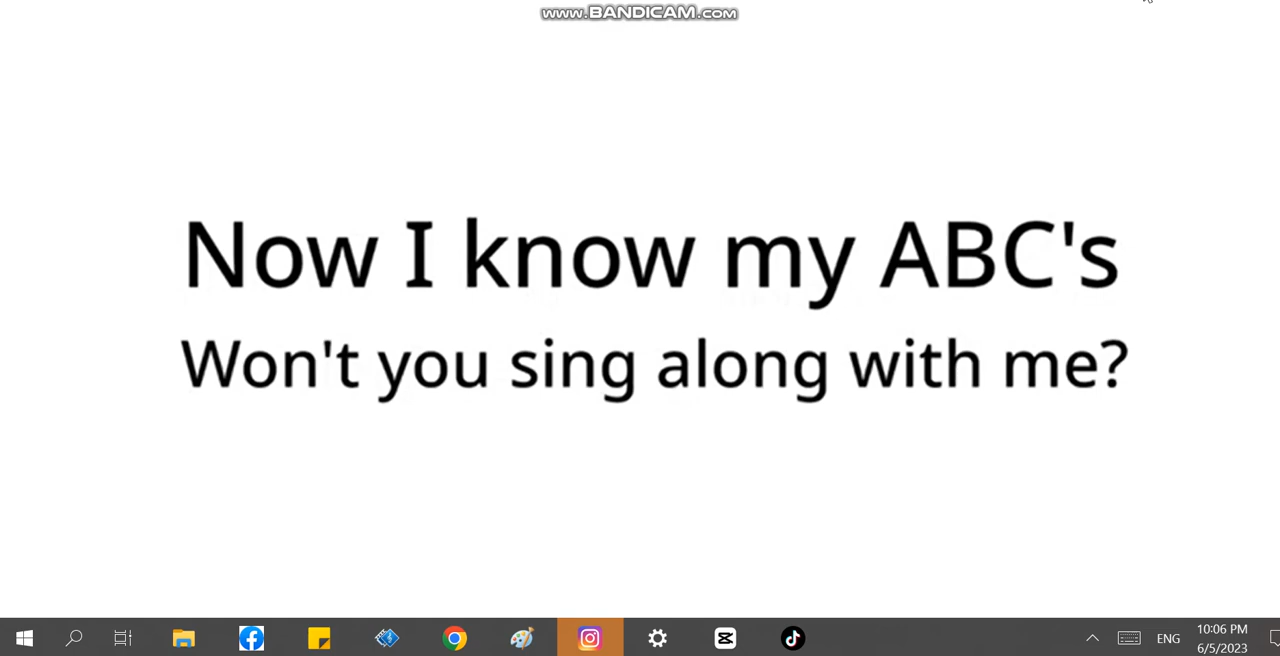 www.BANDICAM.com
Now I know my ABC's
Won't you sing along with me?
ENG
10:06 PM
6/5/2023